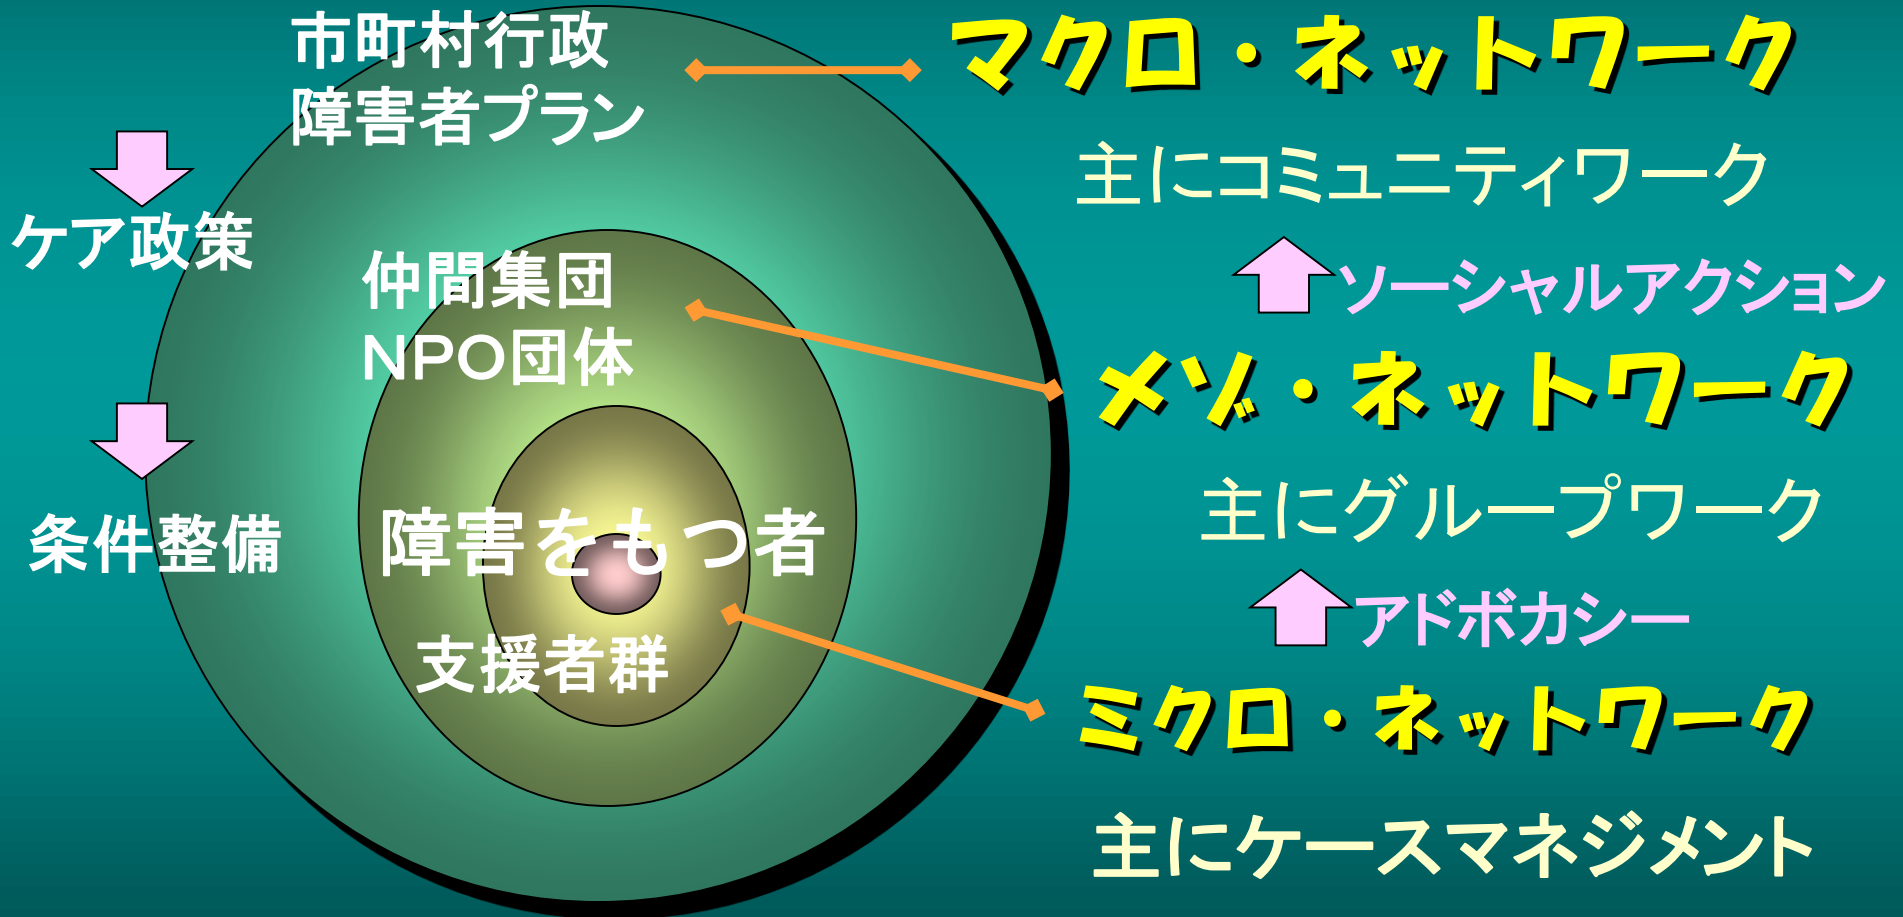 市町村行政
障害者プラン
ケア政策
仲間集団
NPO団体
条件整備
障害をもつ者
支援者群
マクロ・ネットワーク
主にコミュニティワーク
ソーシャルアクション
メゾ・ネットワーク
主にグループワーク
アドボカシー
ミクロ・ネットワーク
主にケースマネジメント